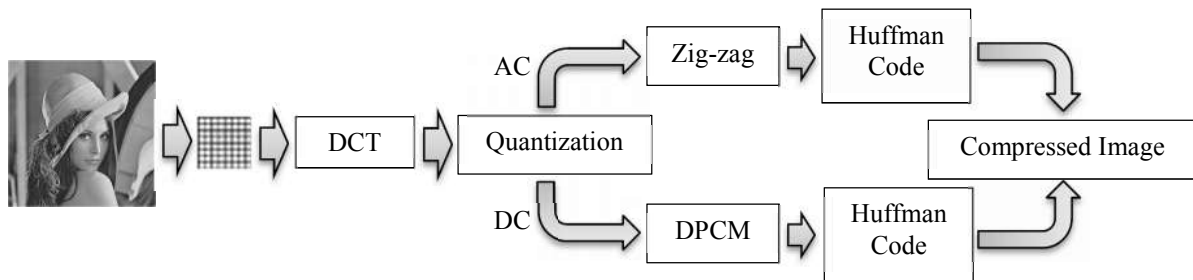 AC
Zig-zag
Huffman
Code
DCT
Quantization
Compressed Image
DC
DPCM
Huffman
Code